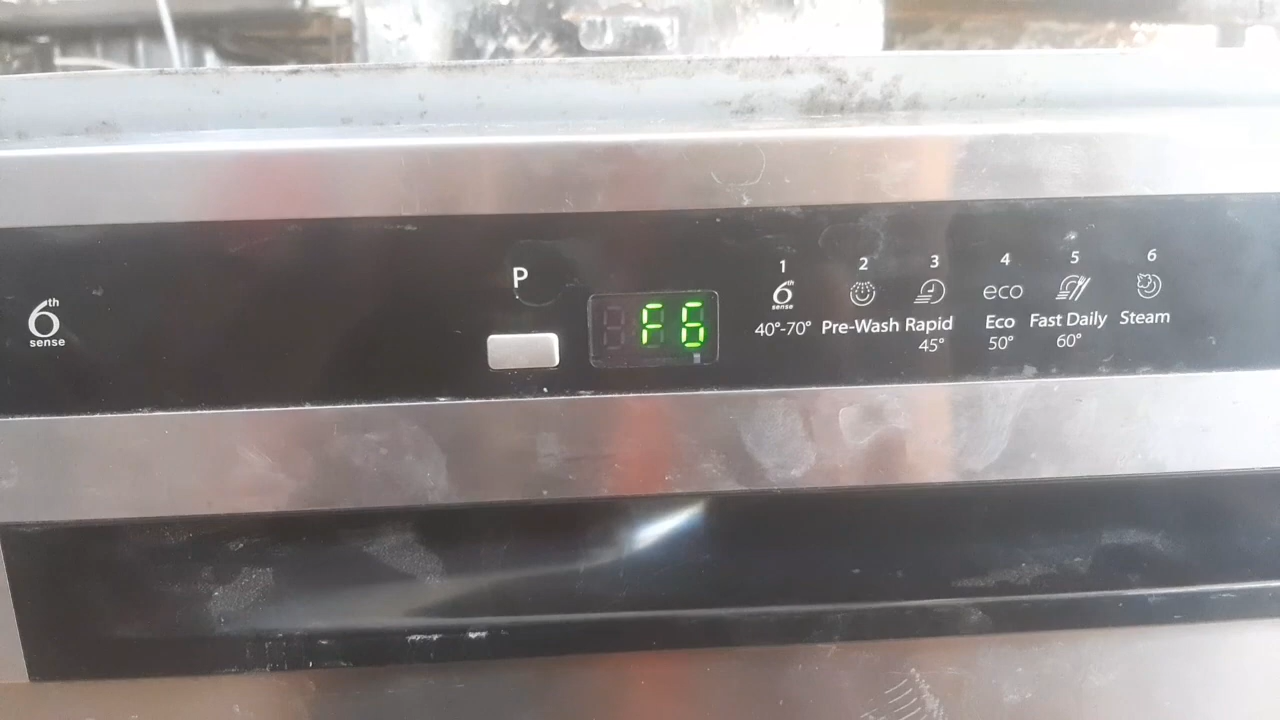 6th
sense
P
F6
1 2 3 4 5 6
6th
sense
eco
40°-70° Pre-Wash Rapid Eco Fast Daily Steam
45° 50° 60°